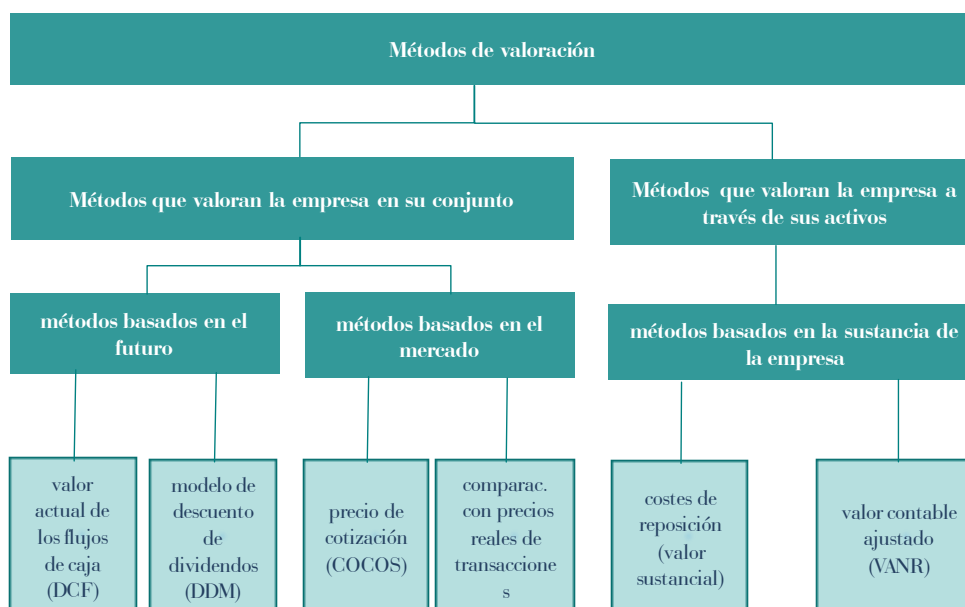 Métodos de valoración
Métodos que valoran la empresa en su conjunto
Métodos que valoran la empresa a
través de sus activos
métodos basados en el
futuro
métodos basados en el
mercado
métodos basados en la sustancia de
la empresa
valor
actual de
los flujos
de caja
(DCF)
modelo de
descuento
de
dividendos
(DDM)
precio de
cotización
(COCOS)
comparac.
con precios
reales de
transaccione
s
costes de
reposición
(valor
sustancial)
valor contable
ajustado
(VANR)